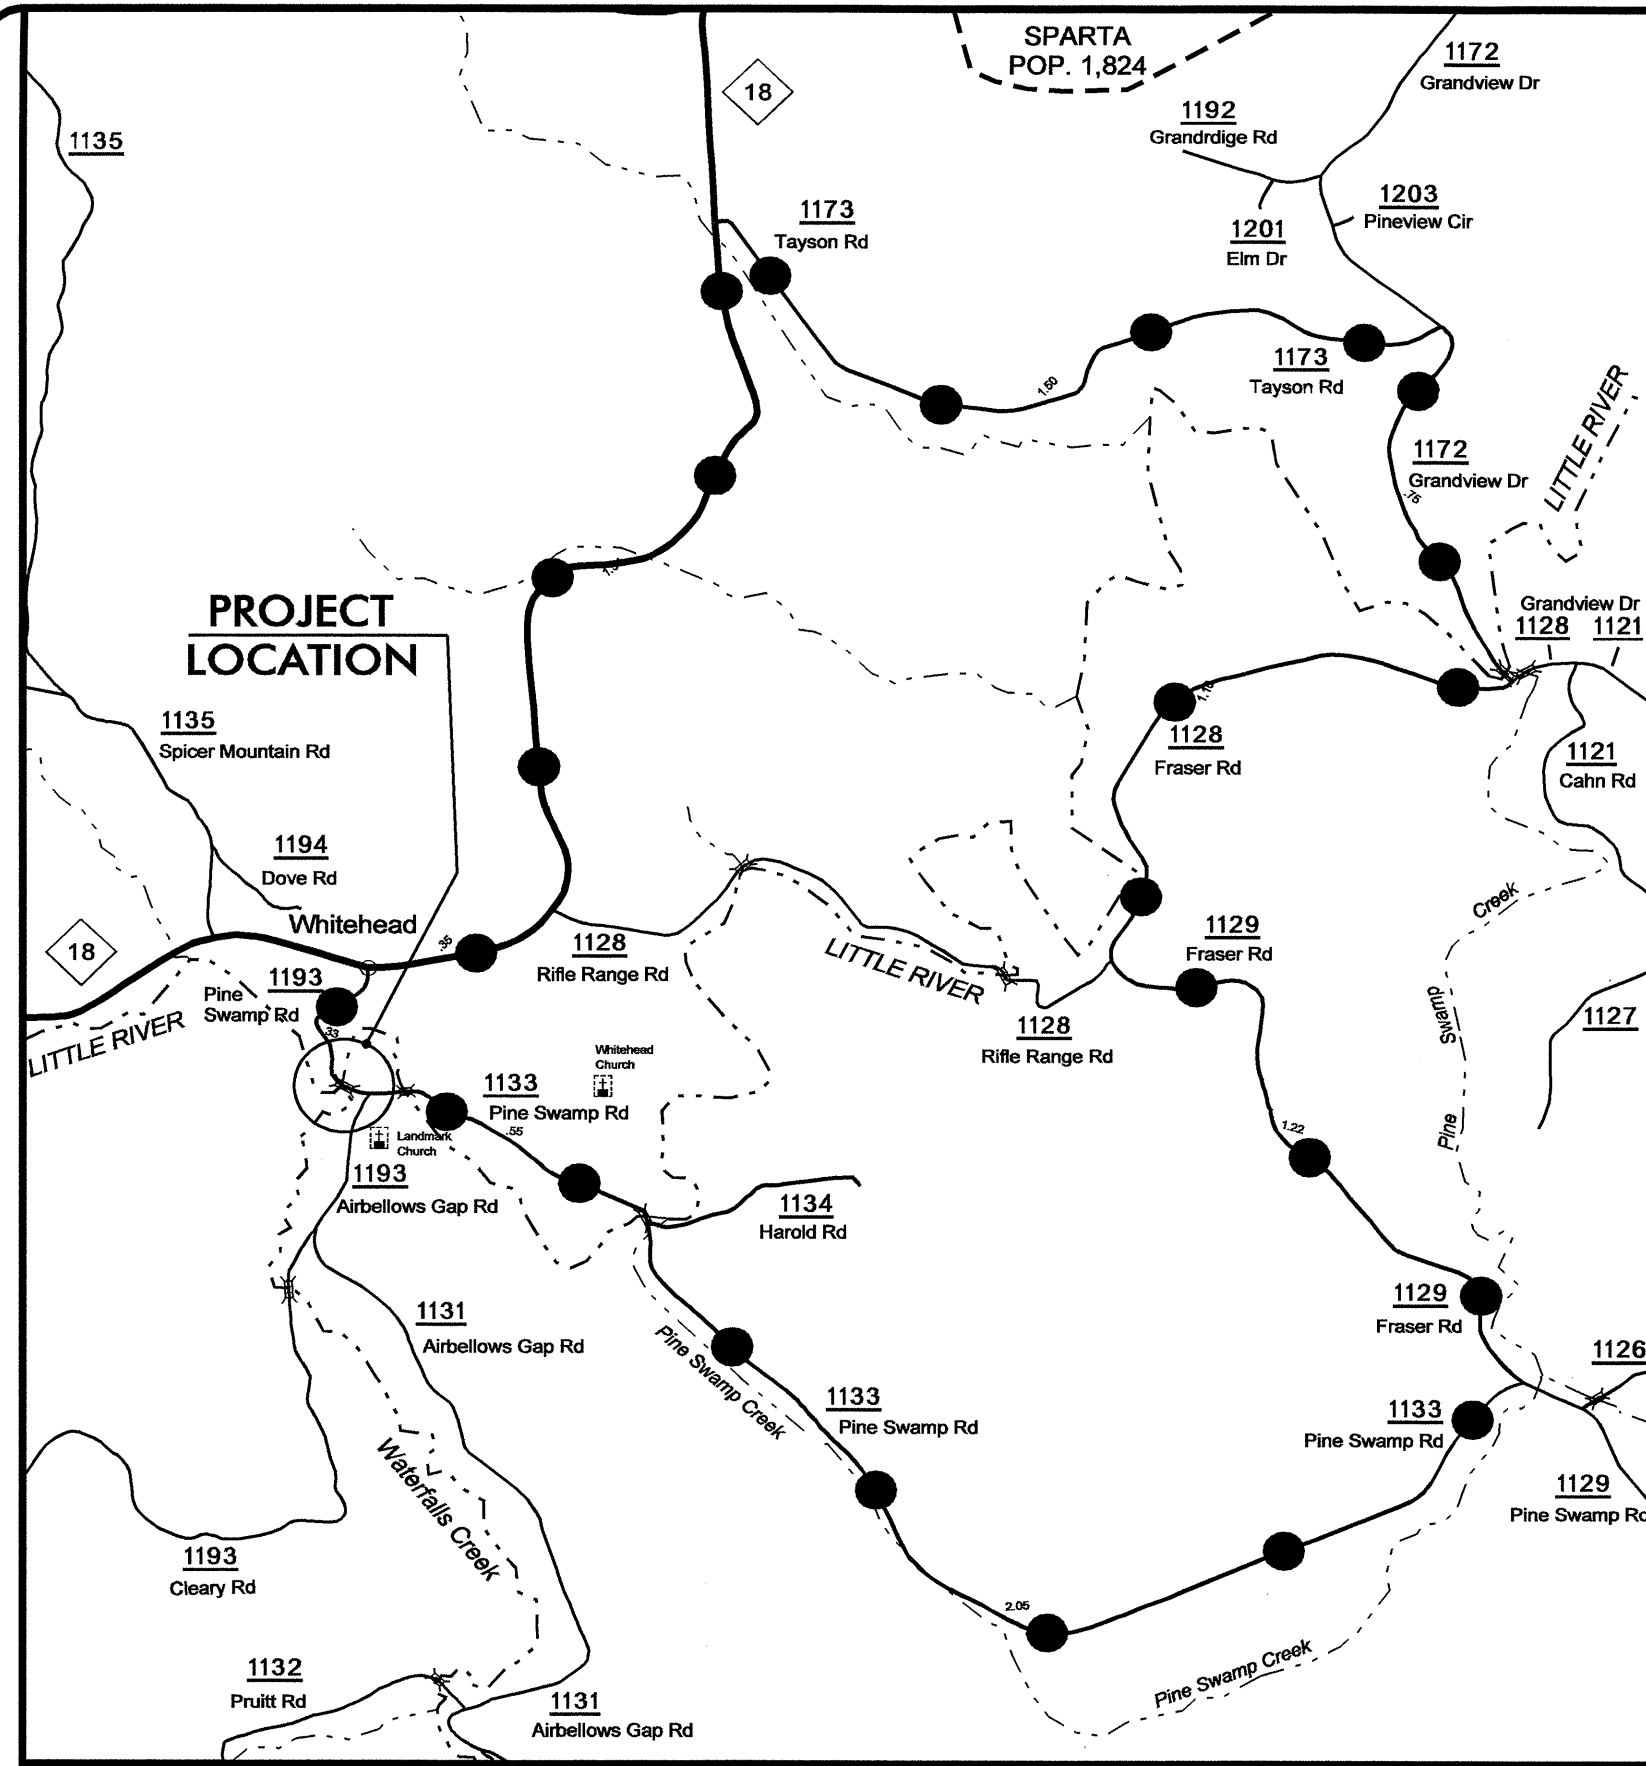 SPARTA
POP. 1,824
1172
Grandview Dr
18
1192
Grandrdige Rd
1135
1203
Pineview Cir
1173
Tayson Rd
1201
Elm Dr
1173
Tayson Rd
1.50
LITTLE RIVER
1172
Grandview Dr
.75
PROJECT
LOCATION
Grandview Dr
1128
1121
1135
Spicer Mountain Rd
1.18
1128
Fraser Rd
1121
Cahn Rd
1194
Dove Rd
Whitehead
18
.35
1128
Rifle Range Rd
LITTLE RIVER
1129
Fraser Rd
Creek
Swamp
Pine
1193
Pine
Swamp Rd
.33
LITTLE RIVER
1128
Rifle Range Rd
1127
Whitehead
Church
1133
Pine Swamp Rd
.55
Landmark
Church
1.22
1193
Airbellows Gap Rd
1134
Harold Rd
1131
Airbellows Gap Rd
1129
Fraser Rd
1126
Pine Swamp Creek
1133
Pine Swamp Rd
1133
Pine Swamp Rd
Waterfalls Creek
1129
Pine Swamp Rd
1193
Cleary Rd
2.05
Pine Swamp Creek
1132
Pruitt Rd
1131
Airbellows Gap Rd